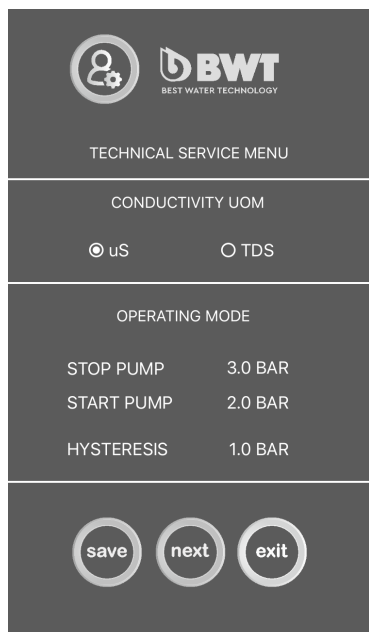 BWT
BEST WATER TECHNOLOGY
TECHNICAL SERVICE MENU
CONDUCTIVITY UOM
uS TDS
OPERATING MODE
STOP PUMP 3.0 BAR
START PUMP 2.0 BAR
HYSTERESIS 1.0 BAR
save next exit